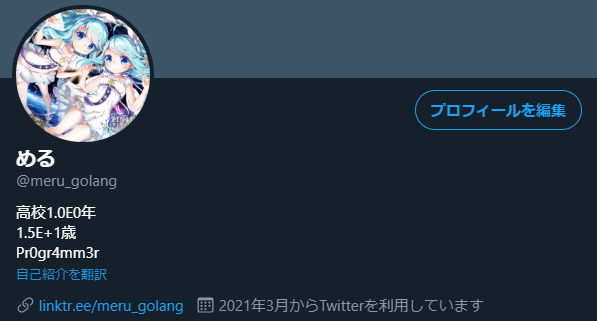 プロフィールを編集
める
@meru_golang
高校1.0E0年
1.5E+1歳
Pr0gr4mm3r
自己紹介を翻訳
linktr.ee/meru_golang 2021年3月からTwitterを利用しています